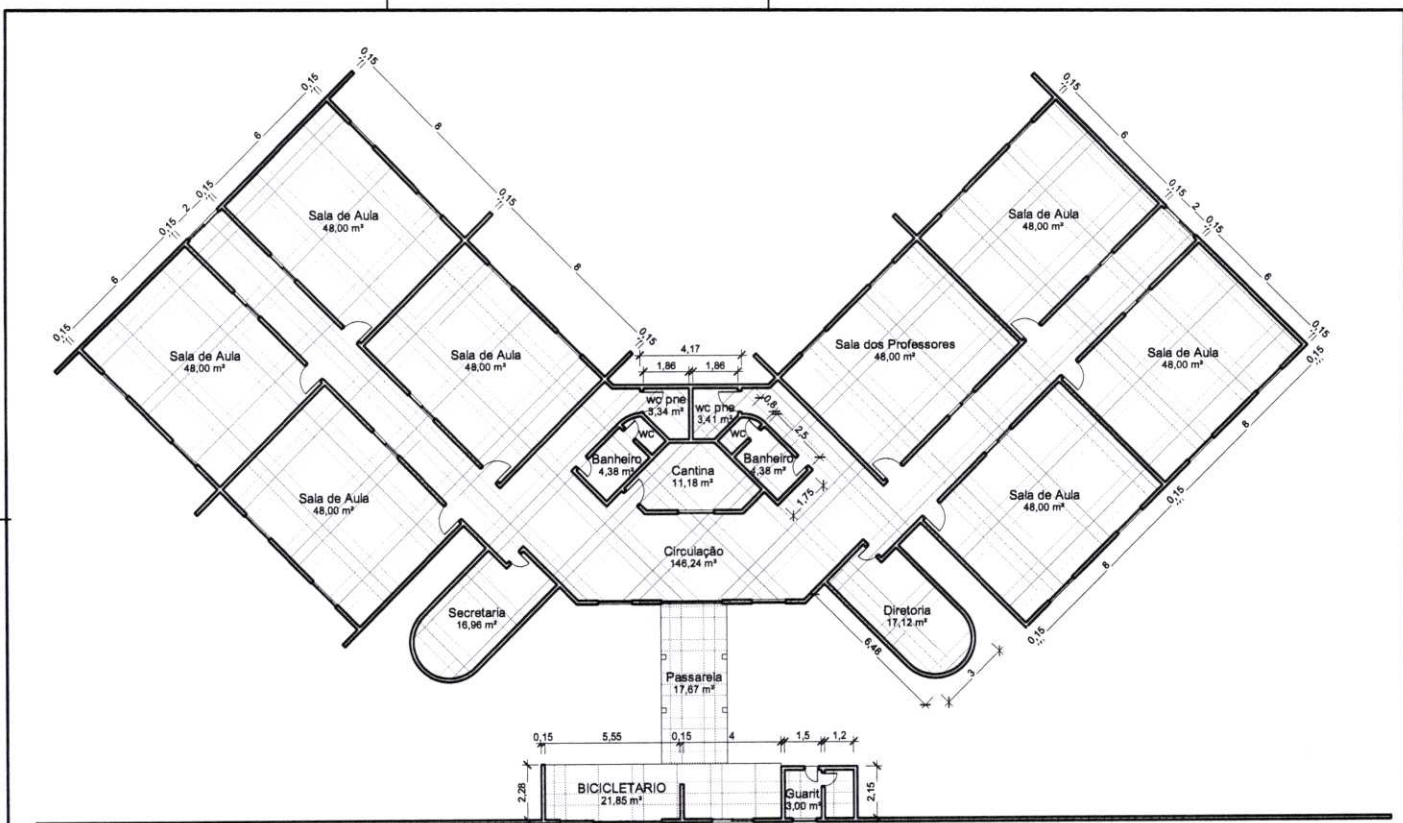 0,15
0,15
6
0,15
2
0,15
6
0,15
8
0,15
8
0,15
0,15
6
0,15
2
0,15
6
0,15
0,15
8
0,15
8
0,15
Sala de Aula
48,00 m²
Sala de Aula
48,00 m²
Sala de Aula
48,00 m²
Sala de Aula
48,00 m²
Sala de Aula
48,00 m²
Sala dos Professores
48,00 m²
Sala de Aula
48,00 m²
Sala de Aula
48,00 m²
4,17
1,86
1,86
wc pne
3,34 m²
wc pne
3,41 m²
0,8
2,5
wc
wc
Banheiro
4,38 m²
Banheiro
4,38 m²
Cantina
11,18 m²
1,75
Circulação
146,24 m²
Secretaria
16,96 m²
Diretoria
17,12 m²
6,48
3
Passarela
17,67 m²
0,15
5,55
0,15
4
1,5
1,2
2,28
BICICLETARIO
21,85 m²
Guarit
3,00 m²
2,15